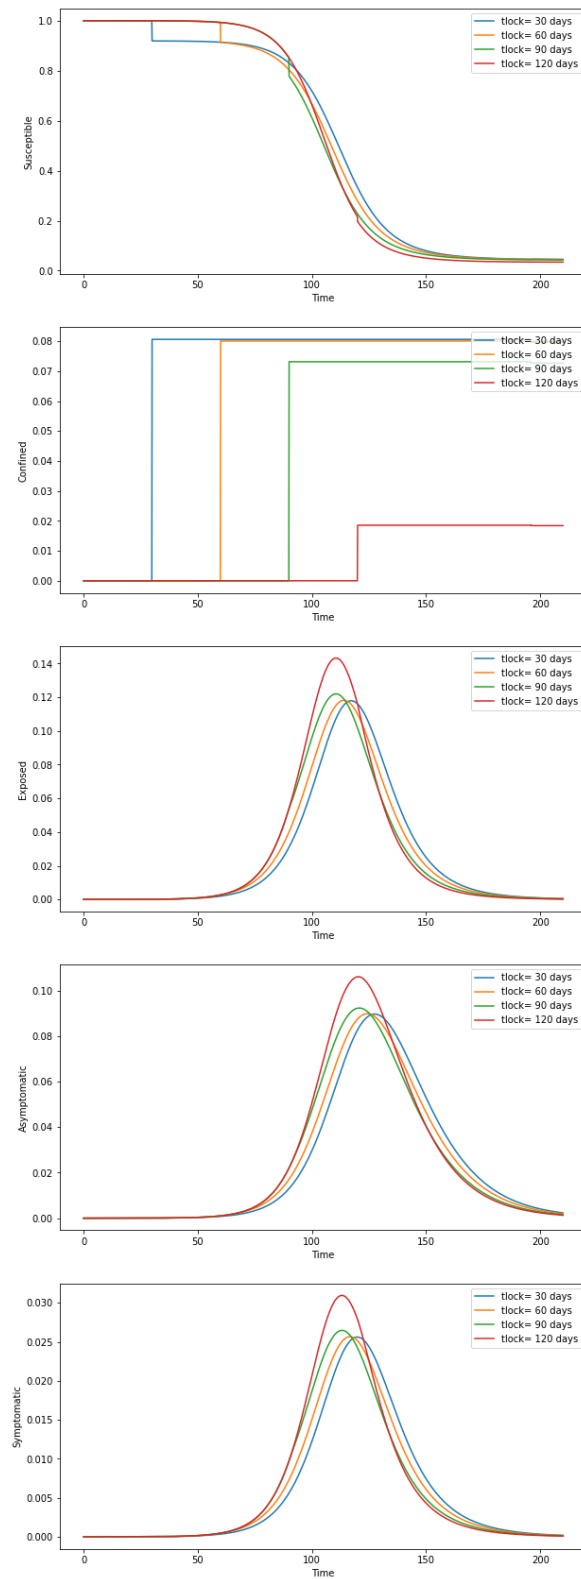 1.0
0.8
0.6
0.4
0.2
0.0
Susceptible
tlock= 30 days
tlock= 60 days
tlock= 90 days
tlock= 120 days
0
50
100
150
200
Time
0.08
0.07
0.06
0.05
0.04
0.03
0.02
0.01
0.00
Confined
tlock= 30 days
tlock= 60 days
tlock= 90 days
tlock= 120 days
0
50
100
150
200
Time
0.14
0.12
0.10
0.08
0.06
0.04
0.02
0.00
Exposed
tlock= 30 days
tlock= 60 days
tlock= 90 days
tlock= 120 days
0
50
100
150
200
Time
0.10
0.08
0.06
0.04
0.02
0.00
Asymptomatic
tlock= 30 days
tlock= 60 days
tlock= 90 days
tlock= 120 days
0
50
100
150
200
Time
0.030
0.025
0.020
0.015
0.010
0.005
0.000
Symptomatic
tlock= 30 days
tlock= 60 days
tlock= 90 days
tlock= 120 days
0
50
100
150
200
Time